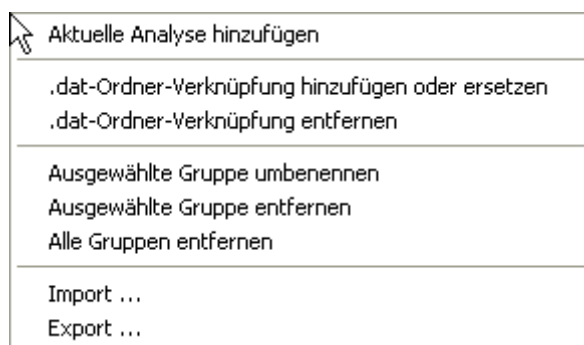 Aktuelle Analyse hinzufügen
.dat-Ordner-Verknüpfung hinzufügen oder ersetzen
.dat-Ordner-Verknüpfung entfernen
Ausgewählte Gruppe umbenennen
Ausgewählte Gruppe entfernen
Alle Gruppen entfernen
Import ...
Export ...